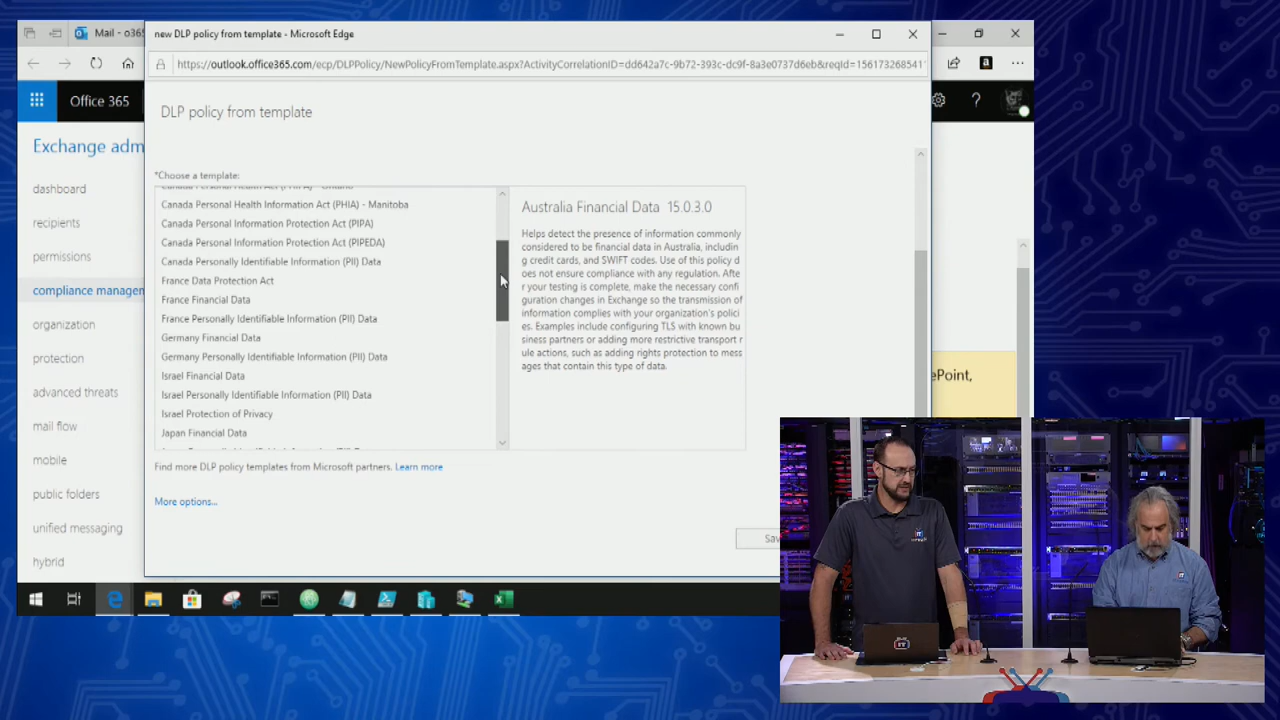 Mail - o36
new DLP policy from template - Microsoft Edge
https://outlook.office365.com/ecp/DLPPolicy/NewPolicyFromTemplate.aspx?ActivityCorrelationID=dd642a7c-9b72-393c-dc9f-8a3e0737d6eb&reqId=156173268541
Office 365
DLP policy from template
Exchange adm
dashboard
recipients
permissions
compliance managem
organization
protection
advanced threats
mail flow
mobile
public folders
unified messaging
hybrid
*Choose a template:
Canada Personal Health Act (PHIPA) - Ontario
Canada Personal Health Information Act (PHIA) - Manitoba
Canada Personal Information Protection Act (PIPA)
Canada Personal Information Protection Act (PIPEDA)
Canada Personally Identifiable Information (PII) Data
France Data Protection Act
France Financial Data
France Personally Identifiable Information (PII) Data
Germany Financial Data
Germany Personally Identifiable Information (PII) Data
Israel Financial Data
Israel Personally Identifiable Information (PII) Data
Israel Protection of Privacy
Japan Financial Data
Australia Financial Data 15.0.3.0
Helps detect the presence of information commonly
considered to be financial data in Australia, includin
g credit cards, and SWIFT codes. Use of this policy d
oes not ensure compliance with any regulation. Afte
r your testing is complete, make the necessary confi
guration changes in Exchange so the transmission of
information complies with your organization's polici
es. Examples include configuring TLS with known bu
siness partners or adding more restrictive transport r
ule actions, such as adding rights protection to mess
ages that contain this type of data.
Find more DLP policy templates from Microsoft partners. Learn more
More options...
Sav
ePoint,
IT